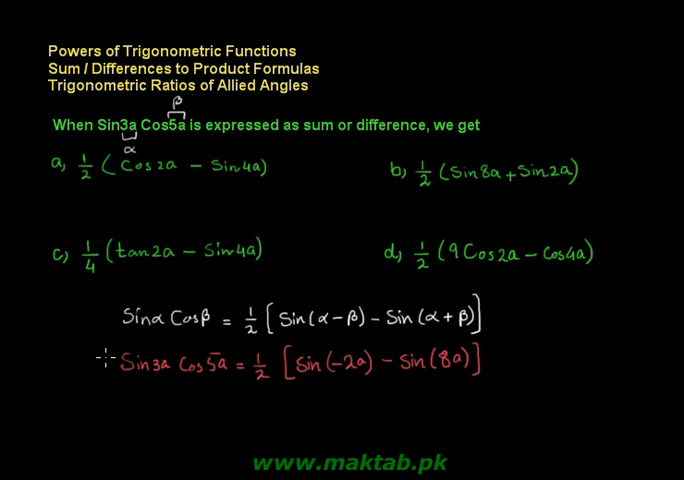 Powers of Trigonometric Functions
Sum / Differences to Product Formulas
Trigonometric Ratios of Allied Angles
β
When Sin3a Cos5a is expressed as sum or difference, we get
α
a, 1/2 (Cos2a - Sin4a)
b, 1/2 (Sin8a + Sin2a)
c, 1/4 (tan2a - Sin4a)
d, 1/2 (9Cos2a - Cos4a)
Sinα Cosβ = 1/2 [Sin(α-β) - Sin(α+β)]
Sin3a Cos5a = 1/2 [Sin(-2a) - Sin(8a)]
www.maktab.pk